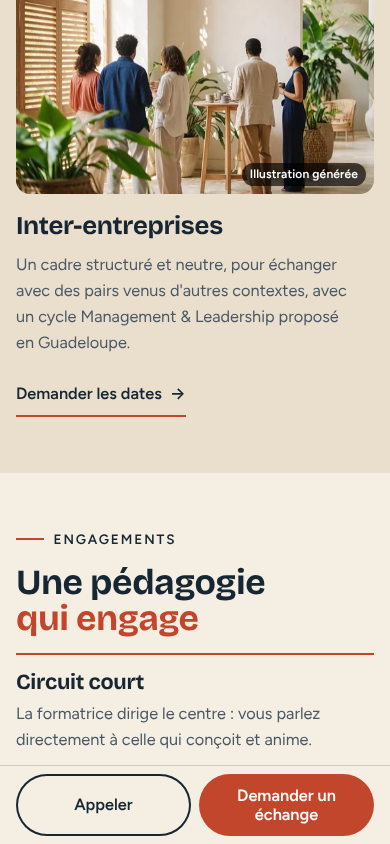 Illustration générée
Inter-entreprises
Un cadre structuré et neutre, pour échanger
avec des pairs venus d'autres contextes, avec
un cycle Management & Leadership proposé
en Guadeloupe.
Demander les dates →
ENGAGEMENTS
Une pédagogie
qui engage
Circuit court
La formatrice dirige le centre : vous parlez
directement à celle qui conçoit et anime.
Appeler
Demander un
échange